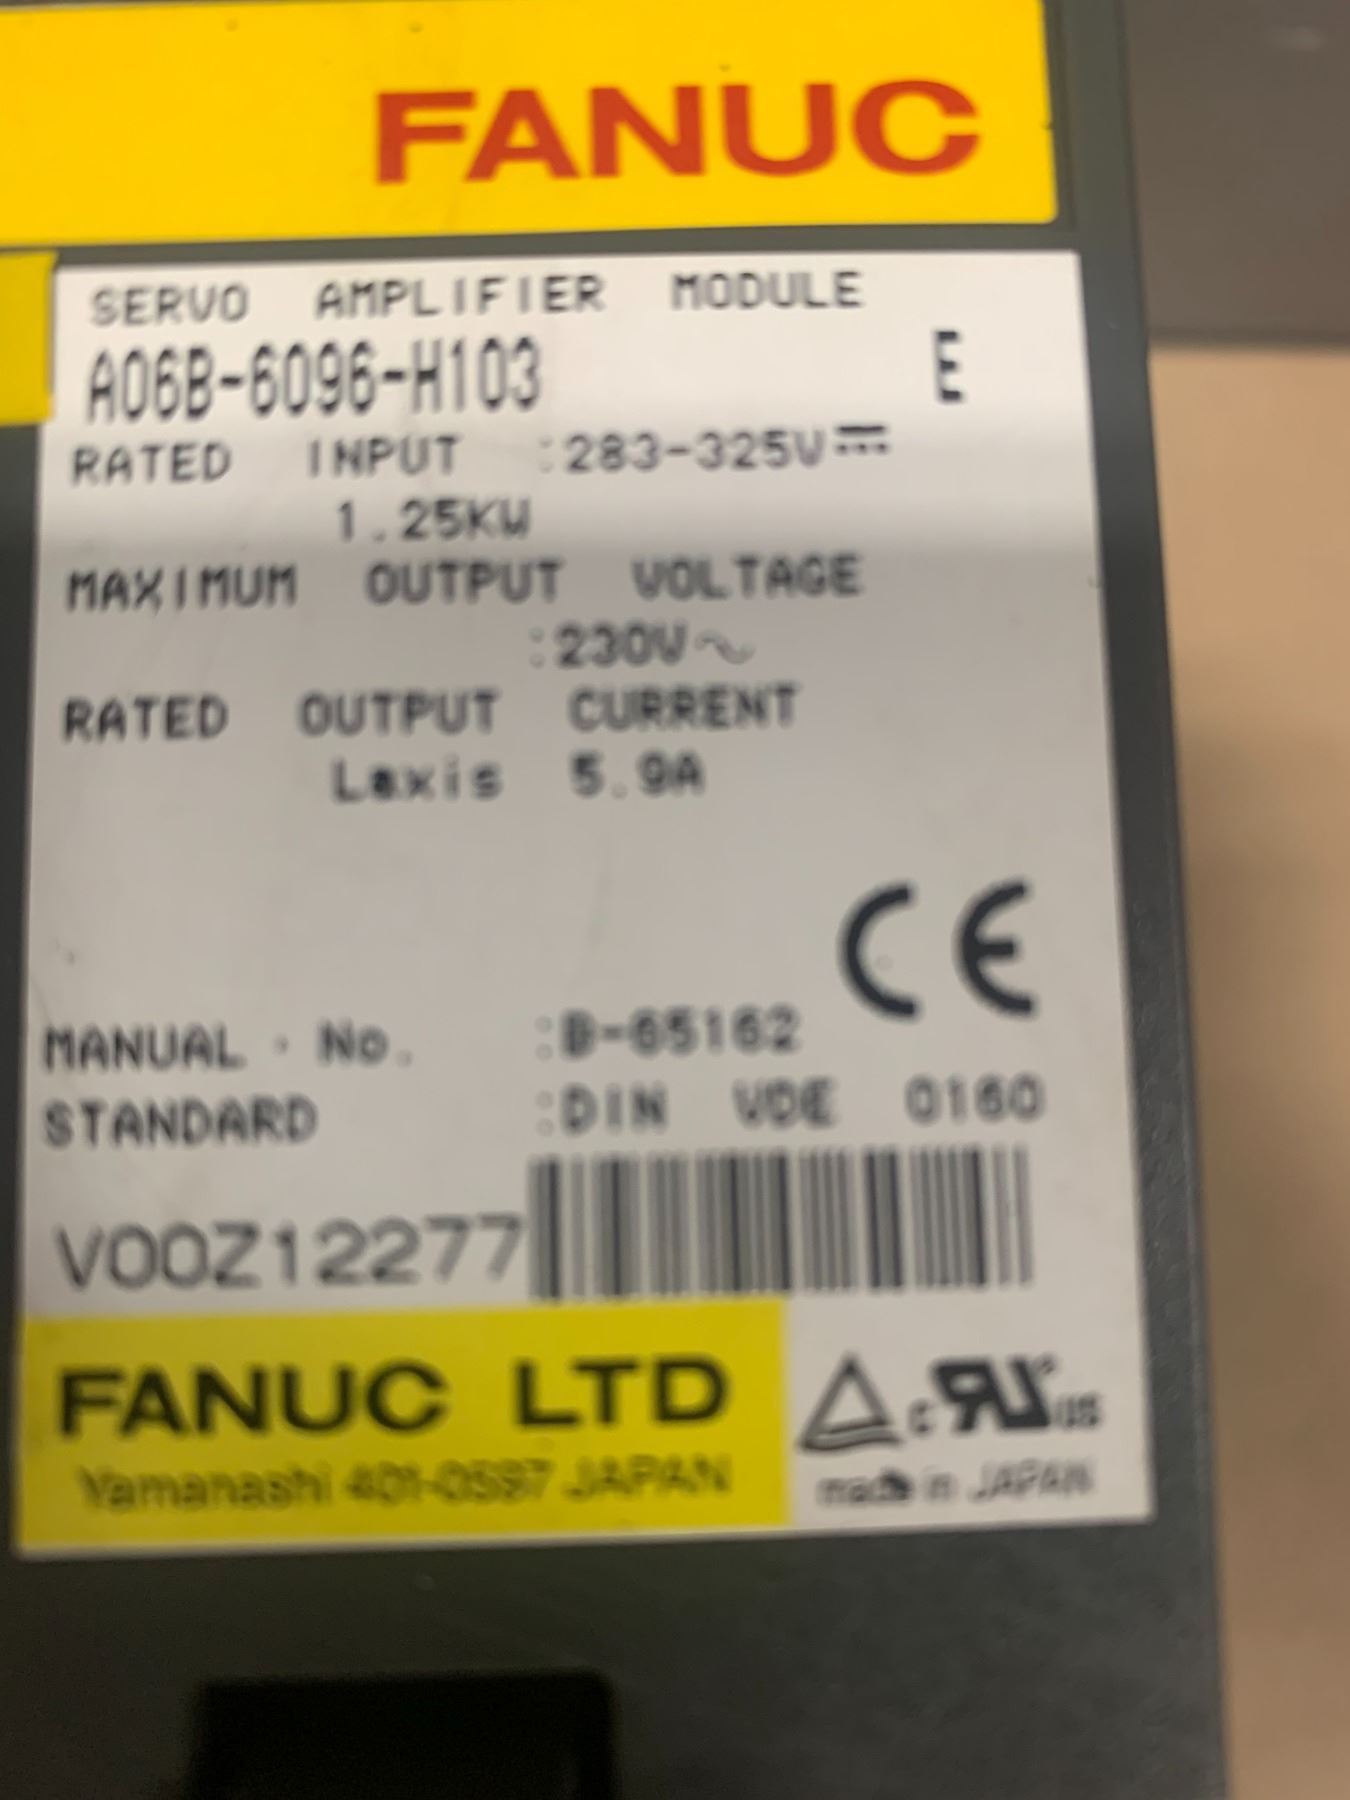 FANUC
SERVO AMPLIFIER MODULE
A06B-6096-H103 E
RATED INPUT :283-325V⎓
1.25KW
MAXIMUM OUTPUT VOLTAGE
:230V~
RATED OUTPUT CURRENT
Laxis 5.9A
CE
MANUAL No. :B-65162
STANDARD :DIN VDE 0160
V00Z12277
FANUC LTD
Yamanashi 401-0597 JAPAN
c RU US
made in JAPAN